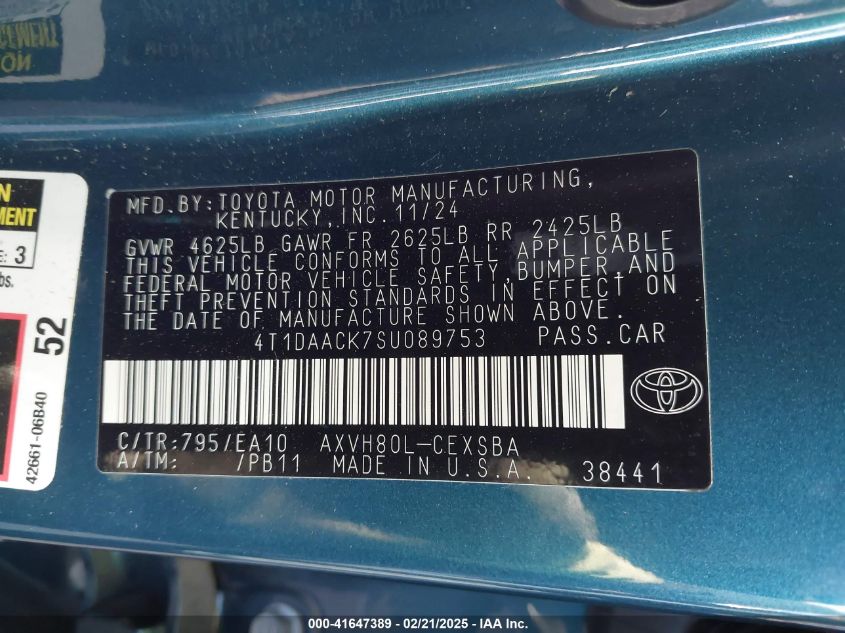 MFD.BY:TOYOTA MOTOR MANUFACTURING,
KENTUCKY,INC.11/24
GVWR 4625LB GAWR FR 2625LB RR 2425LB
THIS VEHICLE CONFORMS TO ALL APPLICABLE
FEDERAL MOTOR VEHICLE SAFETY,BUMPER,AND
THEFT PREVENTION STANDARDS IN EFFECT ON
THE DATE OF MANUFACTURE SHOWN ABOVE.
4T1DAACK7SU089753 PASS.CAR
C/TR:795/EA10 AXVH80L-CEXSBA
A/TM: /PB11 MADE IN U.S.A. 38441
3
52
42661-06B40
000-41647389 - 02/21/2025 - IAA Inc.